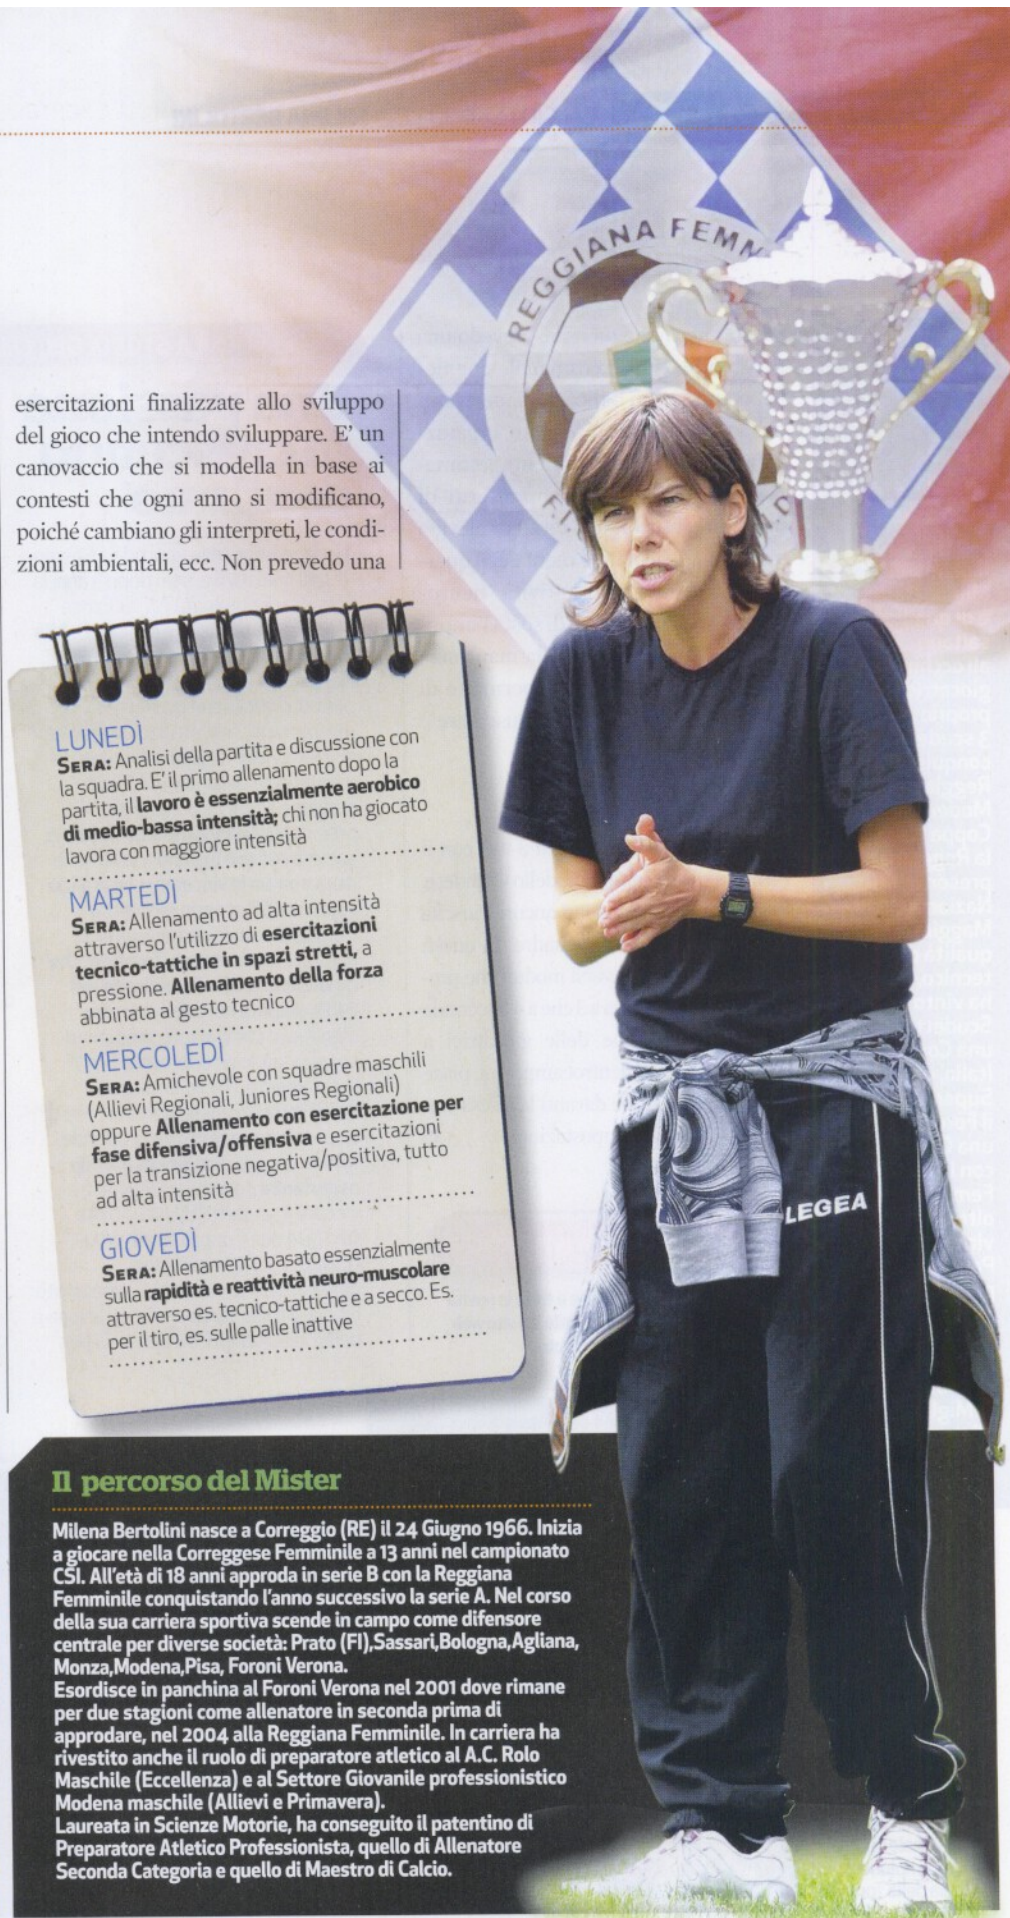 REGGIANA FEMM
esercitazioni finalizzate allo sviluppo
del gioco che intendo sviluppare. E' un
canovaccio che si modella in base ai
contesti che ogni anno si modificano,
poiché cambiano gli interpreti, le condi-
zioni ambientali, ecc. Non prevedo una
LUNEDÌ
SERA: Analisi della partita e discussione con
la squadra. E' il primo allenamento dopo la
partita, il lavoro è essenzialmente aerobico
di medio-bassa intensità; chi non ha giocato
lavora con maggiore intensità
MARTEDÌ
SERA: Allenamento ad alta intensità
attraverso l'utilizzo di esercitazioni
tecnico-tattiche in spazi stretti, a
pressione. Allenamento della forza
abbinata al gesto tecnico
MERCOLEDÌ
SERA: Amichevole con squadre maschili
(Allievi Regionali, Juniores Regionali)
oppure Allenamento con esercitazione per
fase difensiva/offensiva e esercitazioni
per la transizione negativa/positiva, tutto
ad alta intensità
GIOVEDÌ
SERA: Allenamento basato essenzialmente
sulla rapidità e reattività neuro-muscolare
attraverso es. tecnico-tattiche e a secco. Es.
per il tiro, es. sulle palle inattive
LEGEA
Il percorso del Mister
Milena Bertolini nasce a Correggio (RE) il 24 Giugno 1966. Inizia
a giocare nella Correggese Femminile a 13 anni nel campionato
CSI. All'età di 18 anni approda in serie B con la Reggiana
Femminile conquistando l'anno successivo la serie A. Nel corso
della sua carriera sportiva scende in campo come difensore
centrale per diverse società: Prato (FI),Sassari,Bologna,Agliana,
Monza,Modena,Pisa, Foroni Verona.
Esordisce in panchina al Foroni Verona nel 2001 dove rimane
per due stagioni come allenatore in seconda prima di
approdare, nel 2004 alla Reggiana Femminile. In carriera ha
rivestito anche il ruolo di preparatore atletico al A.C. Rolo
Maschile (Eccellenza) e al Settore Giovanile professionistico
Modena maschile (Allievi e Primavera).
Laureata in Scienze Motorie, ha conseguito il patentino di
Preparatore Atletico Professionista, quello di Allenatore
Seconda Categoria e quello di Maestro di Calcio.